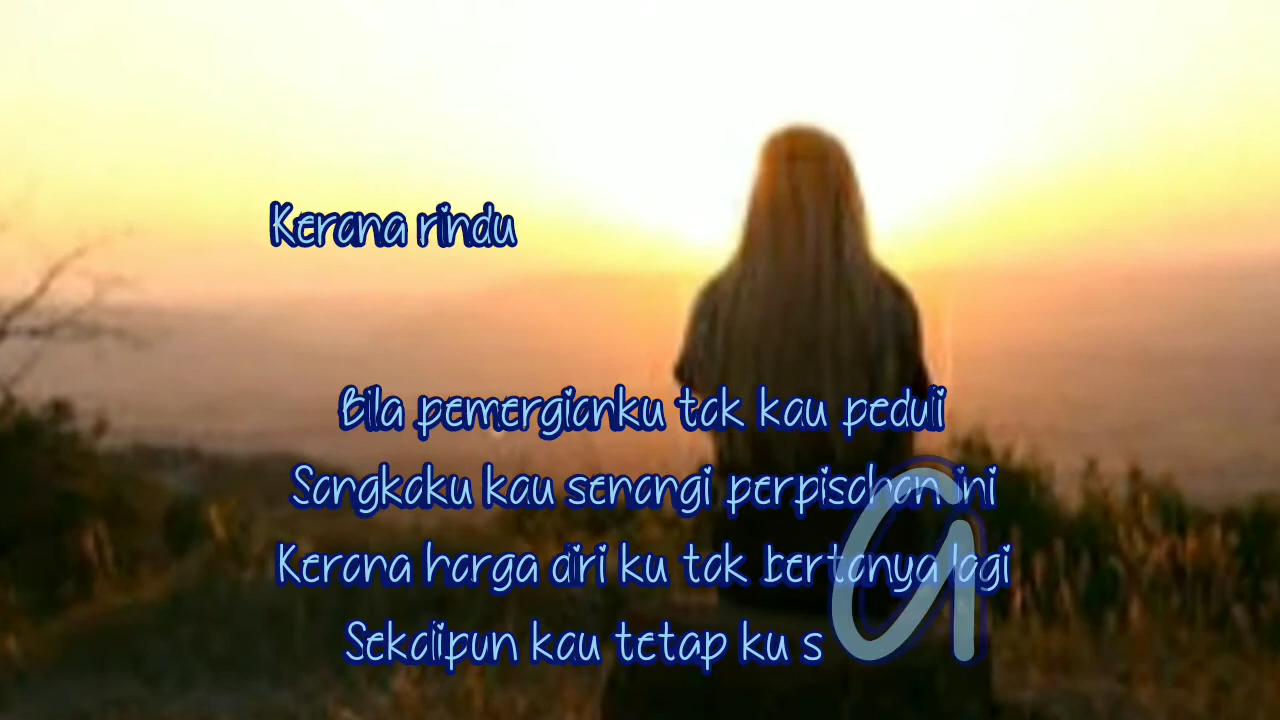 Kerana rindu
Bila pemergianku tak kau peduli
Sangkaku kau senangi perpisahan ini
Kerana harga diri ku tak bertanya lagi
Sekalipun kau tetap ku s a